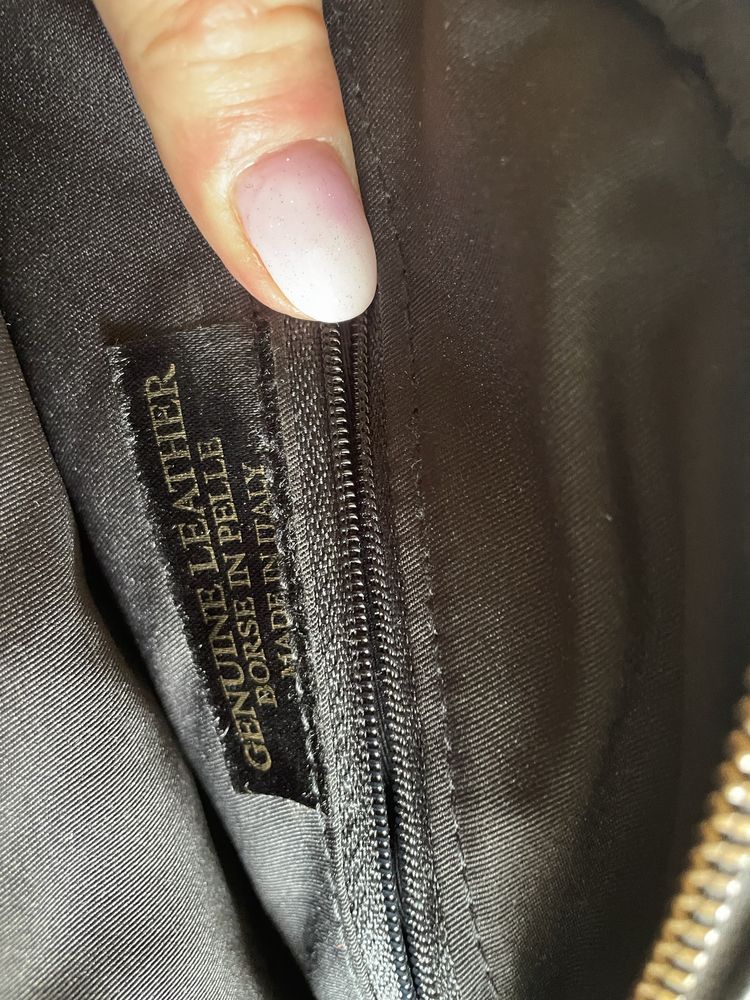 GENUINE LEATHER
BORSE IN PELLE
MADE IN ITALY